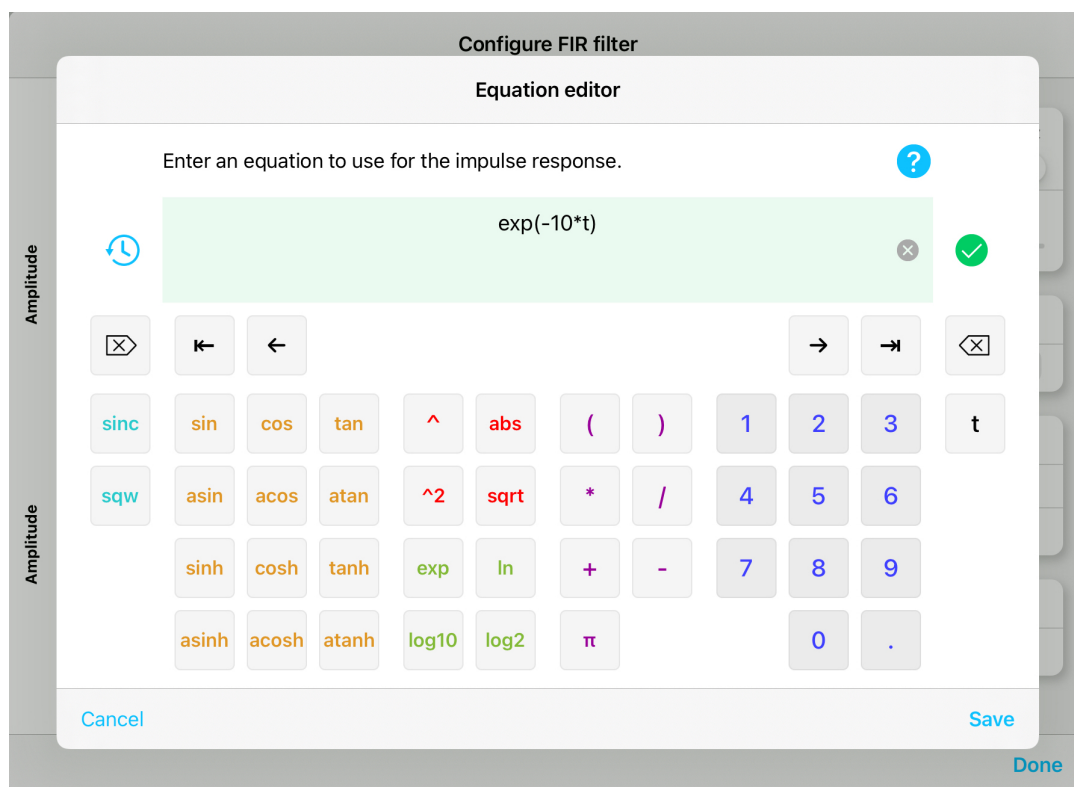 Configure FIR filter
Equation editor
Enter an equation to use for the impulse response.
?
exp(-10*t)
Amplitude
Amplitude
sinc sin cos tan ^ abs ( ) 1 2 3 t
sqw asin acos atan ^2 sqrt * / 4 5 6
sinh cosh tanh exp ln + - 7 8 9
asinh acosh atanh log10 log2 π 0 .
Cancel Save
Done